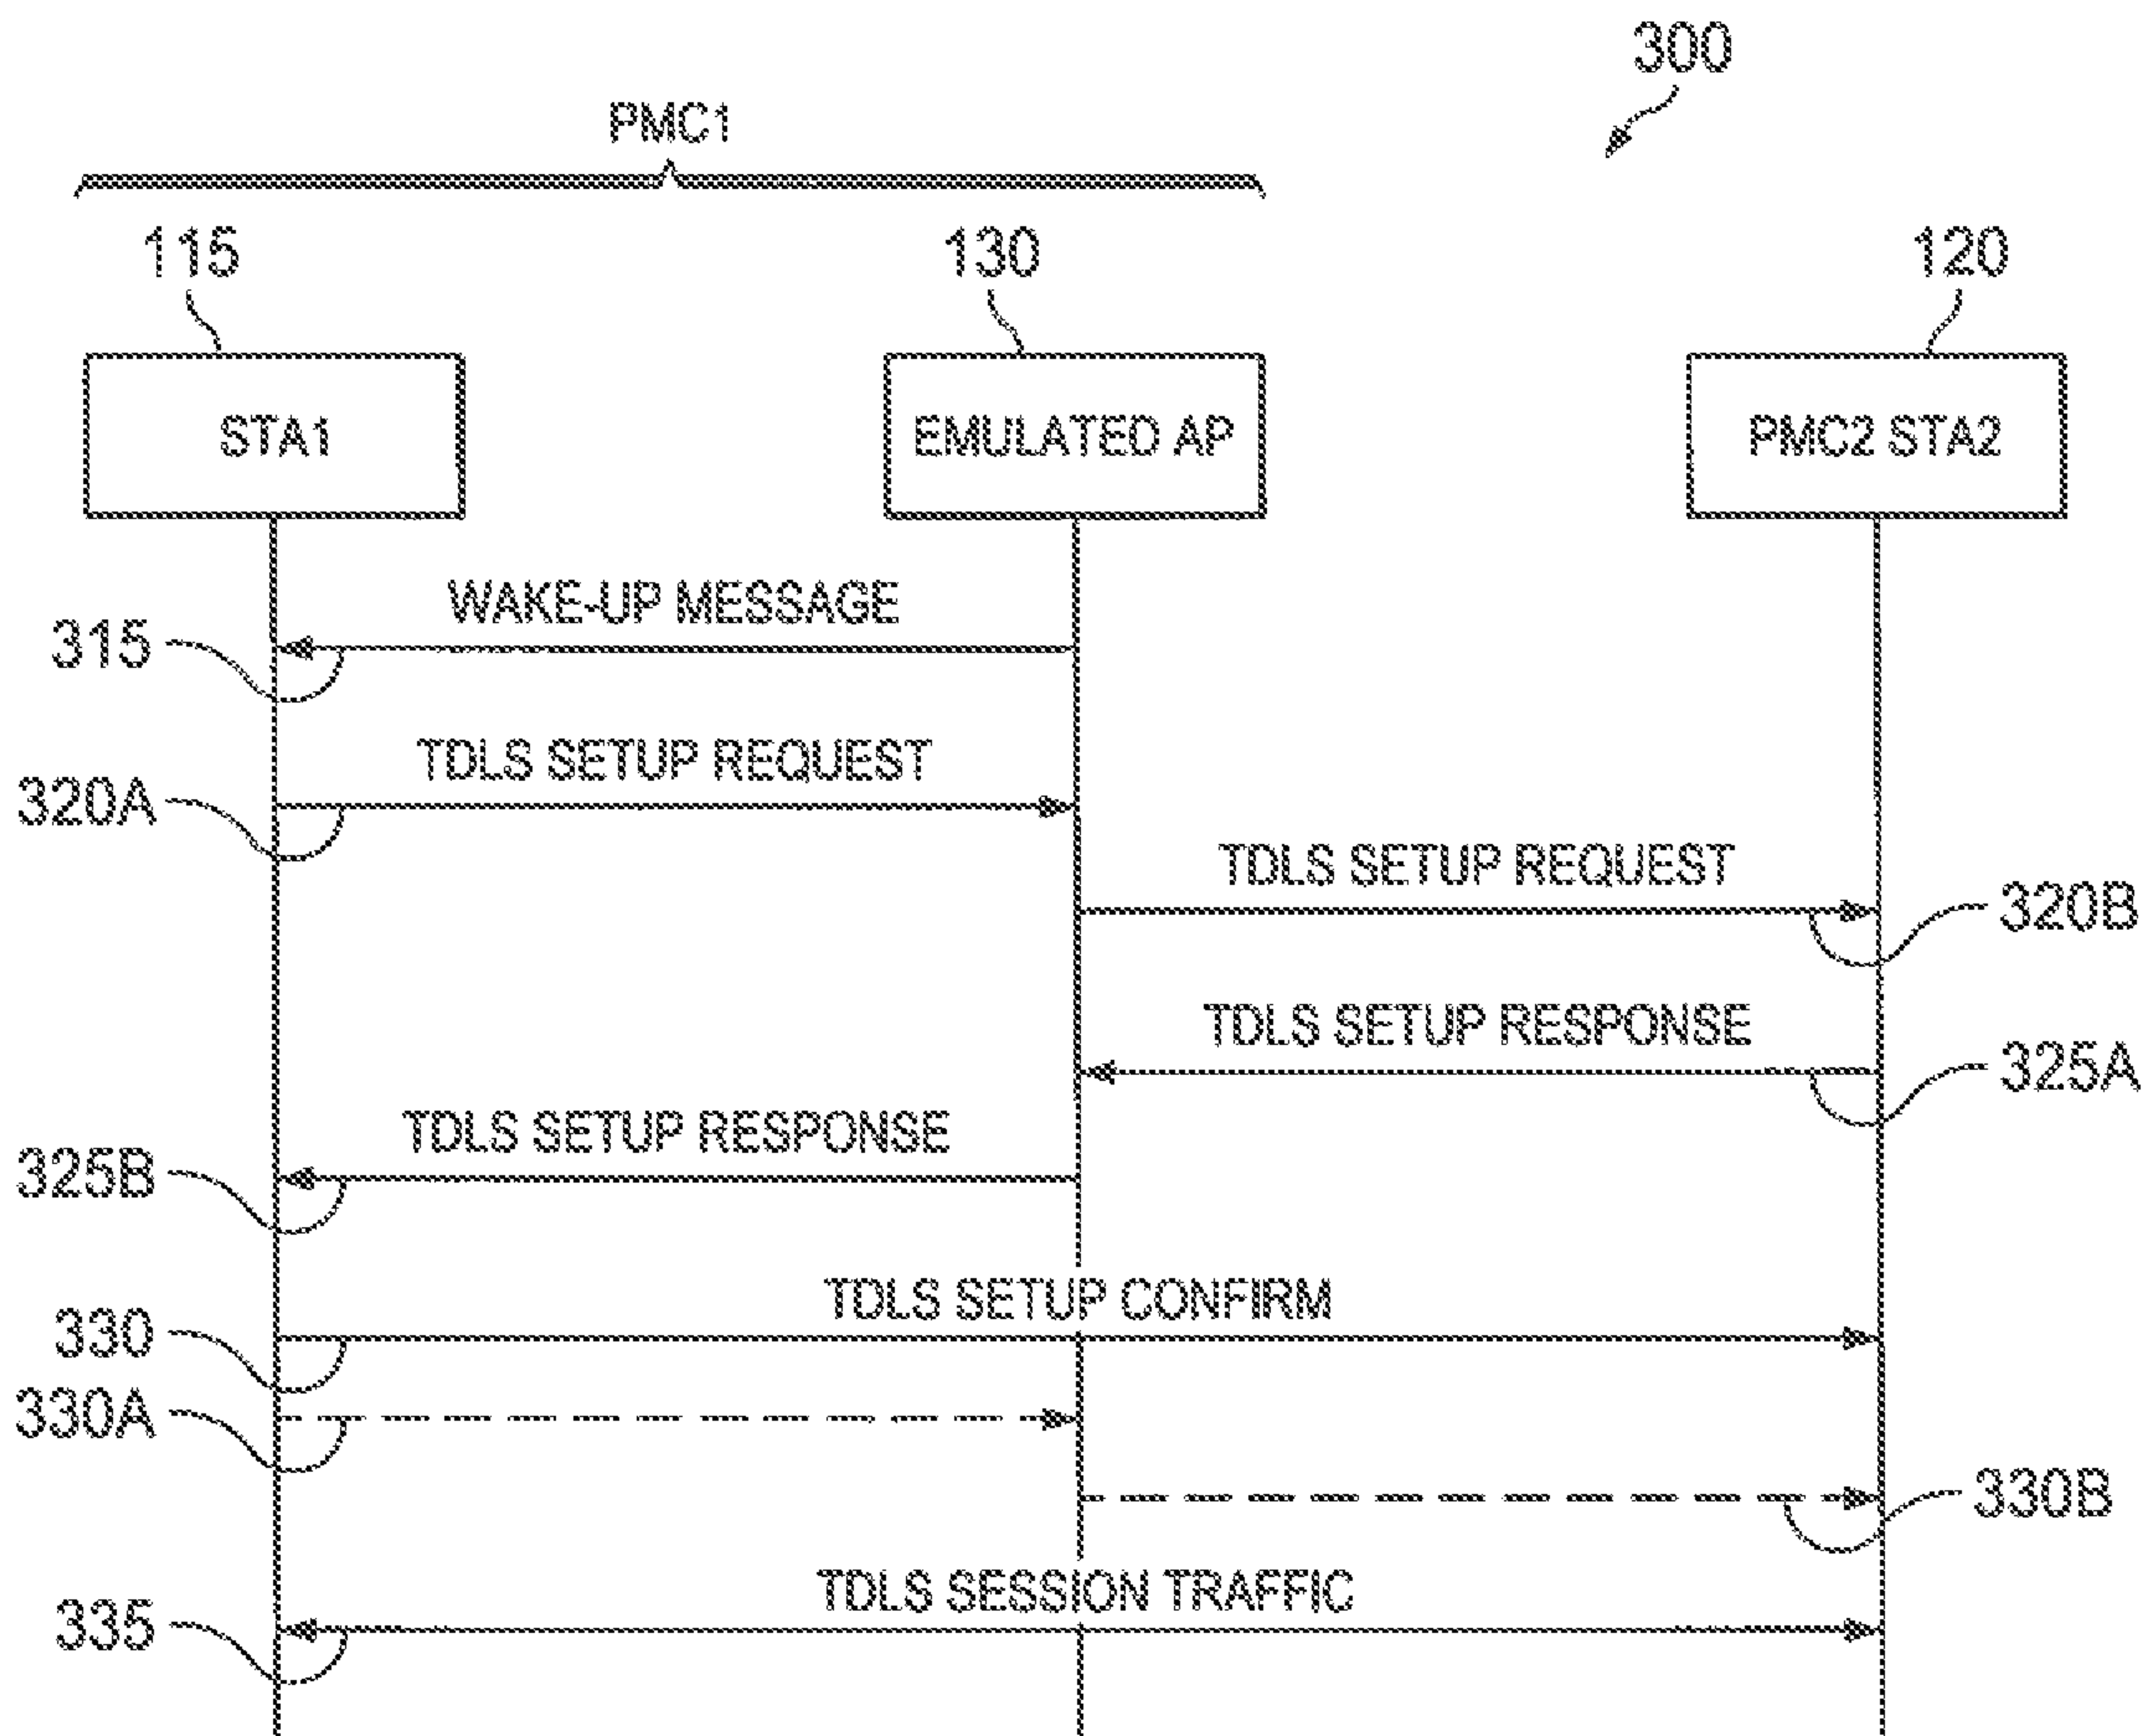 300
PMC1
115
130
120
STA1
EMULATED AP
PMC2 STA2
WAKE-UP MESSAGE
315
TDLS SETUP REQUEST
320A
TDLS SETUP REQUEST
320B
TDLS SETUP RESPONSE
325A
TDLS SETUP RESPONSE
325B
TDLS SETUP CONFIRM
330
330A
330B
TDLS SESSION TRAFFIC
335